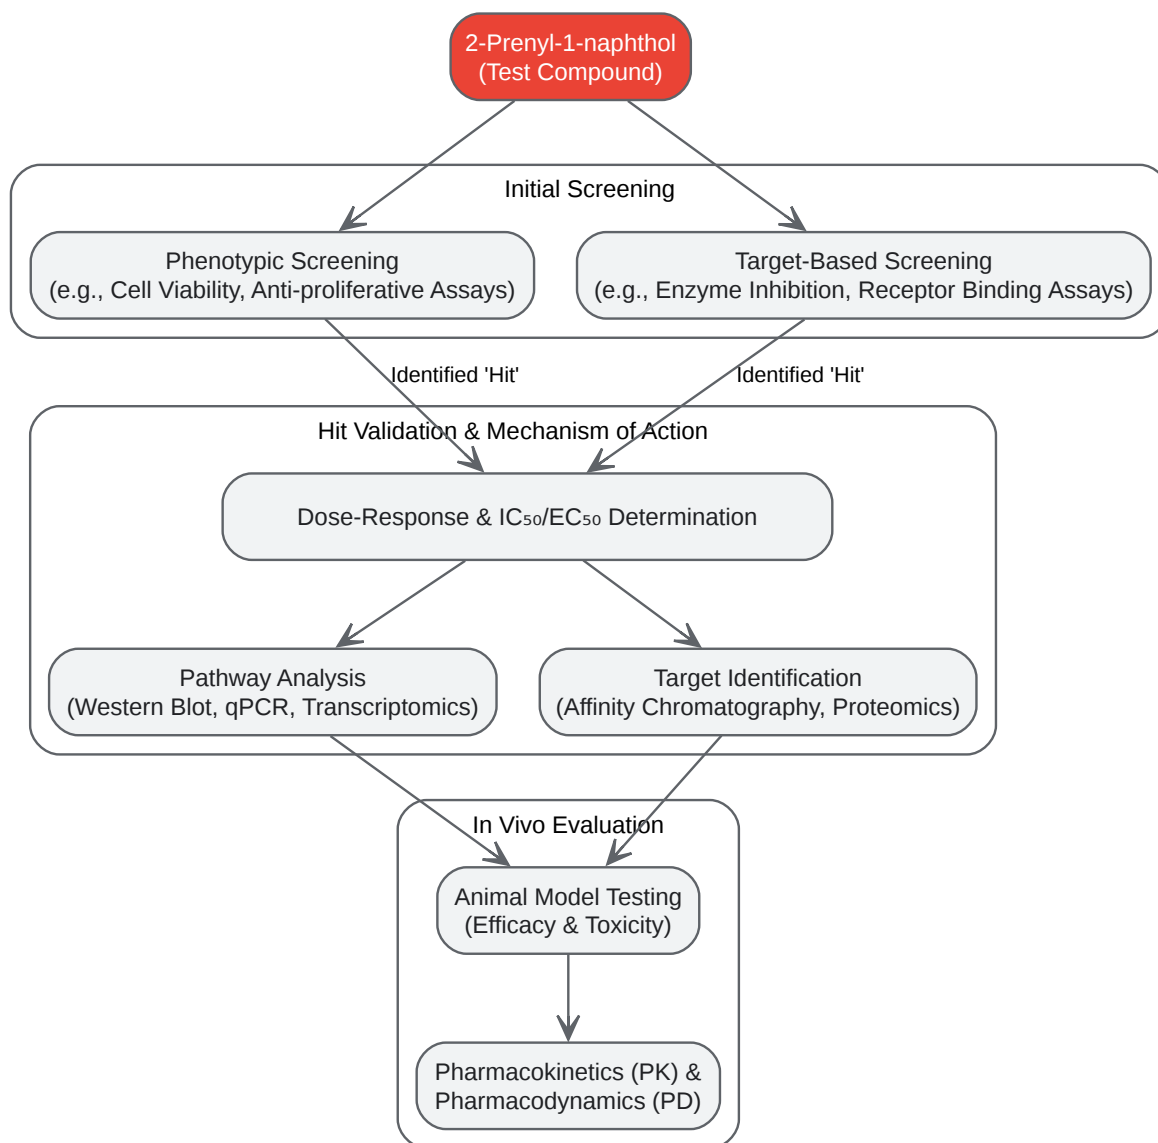 2-Prenyl-1-naphthol
(Test Compound)
Initial Screening
Phenotypic Screening
(e.g., Cell Viability, Anti-proliferative Assays)
Target-Based Screening
(e.g., Enzyme Inhibition, Receptor Binding Assays)
Identified 'Hit'
Identified 'Hit'
Hit Validation & Mechanism of Action
Dose-Response & IC₅₀/EC₅₀ Determination
Pathway Analysis
(Western Blot, qPCR, Transcriptomics)
Target Identification
(Affinity Chromatography, Proteomics)
In Vivo Evaluation
Animal Model Testing
(Efficacy & Toxicity)
Pharmacokinetics (PK) &
Pharmacodynamics (PD)